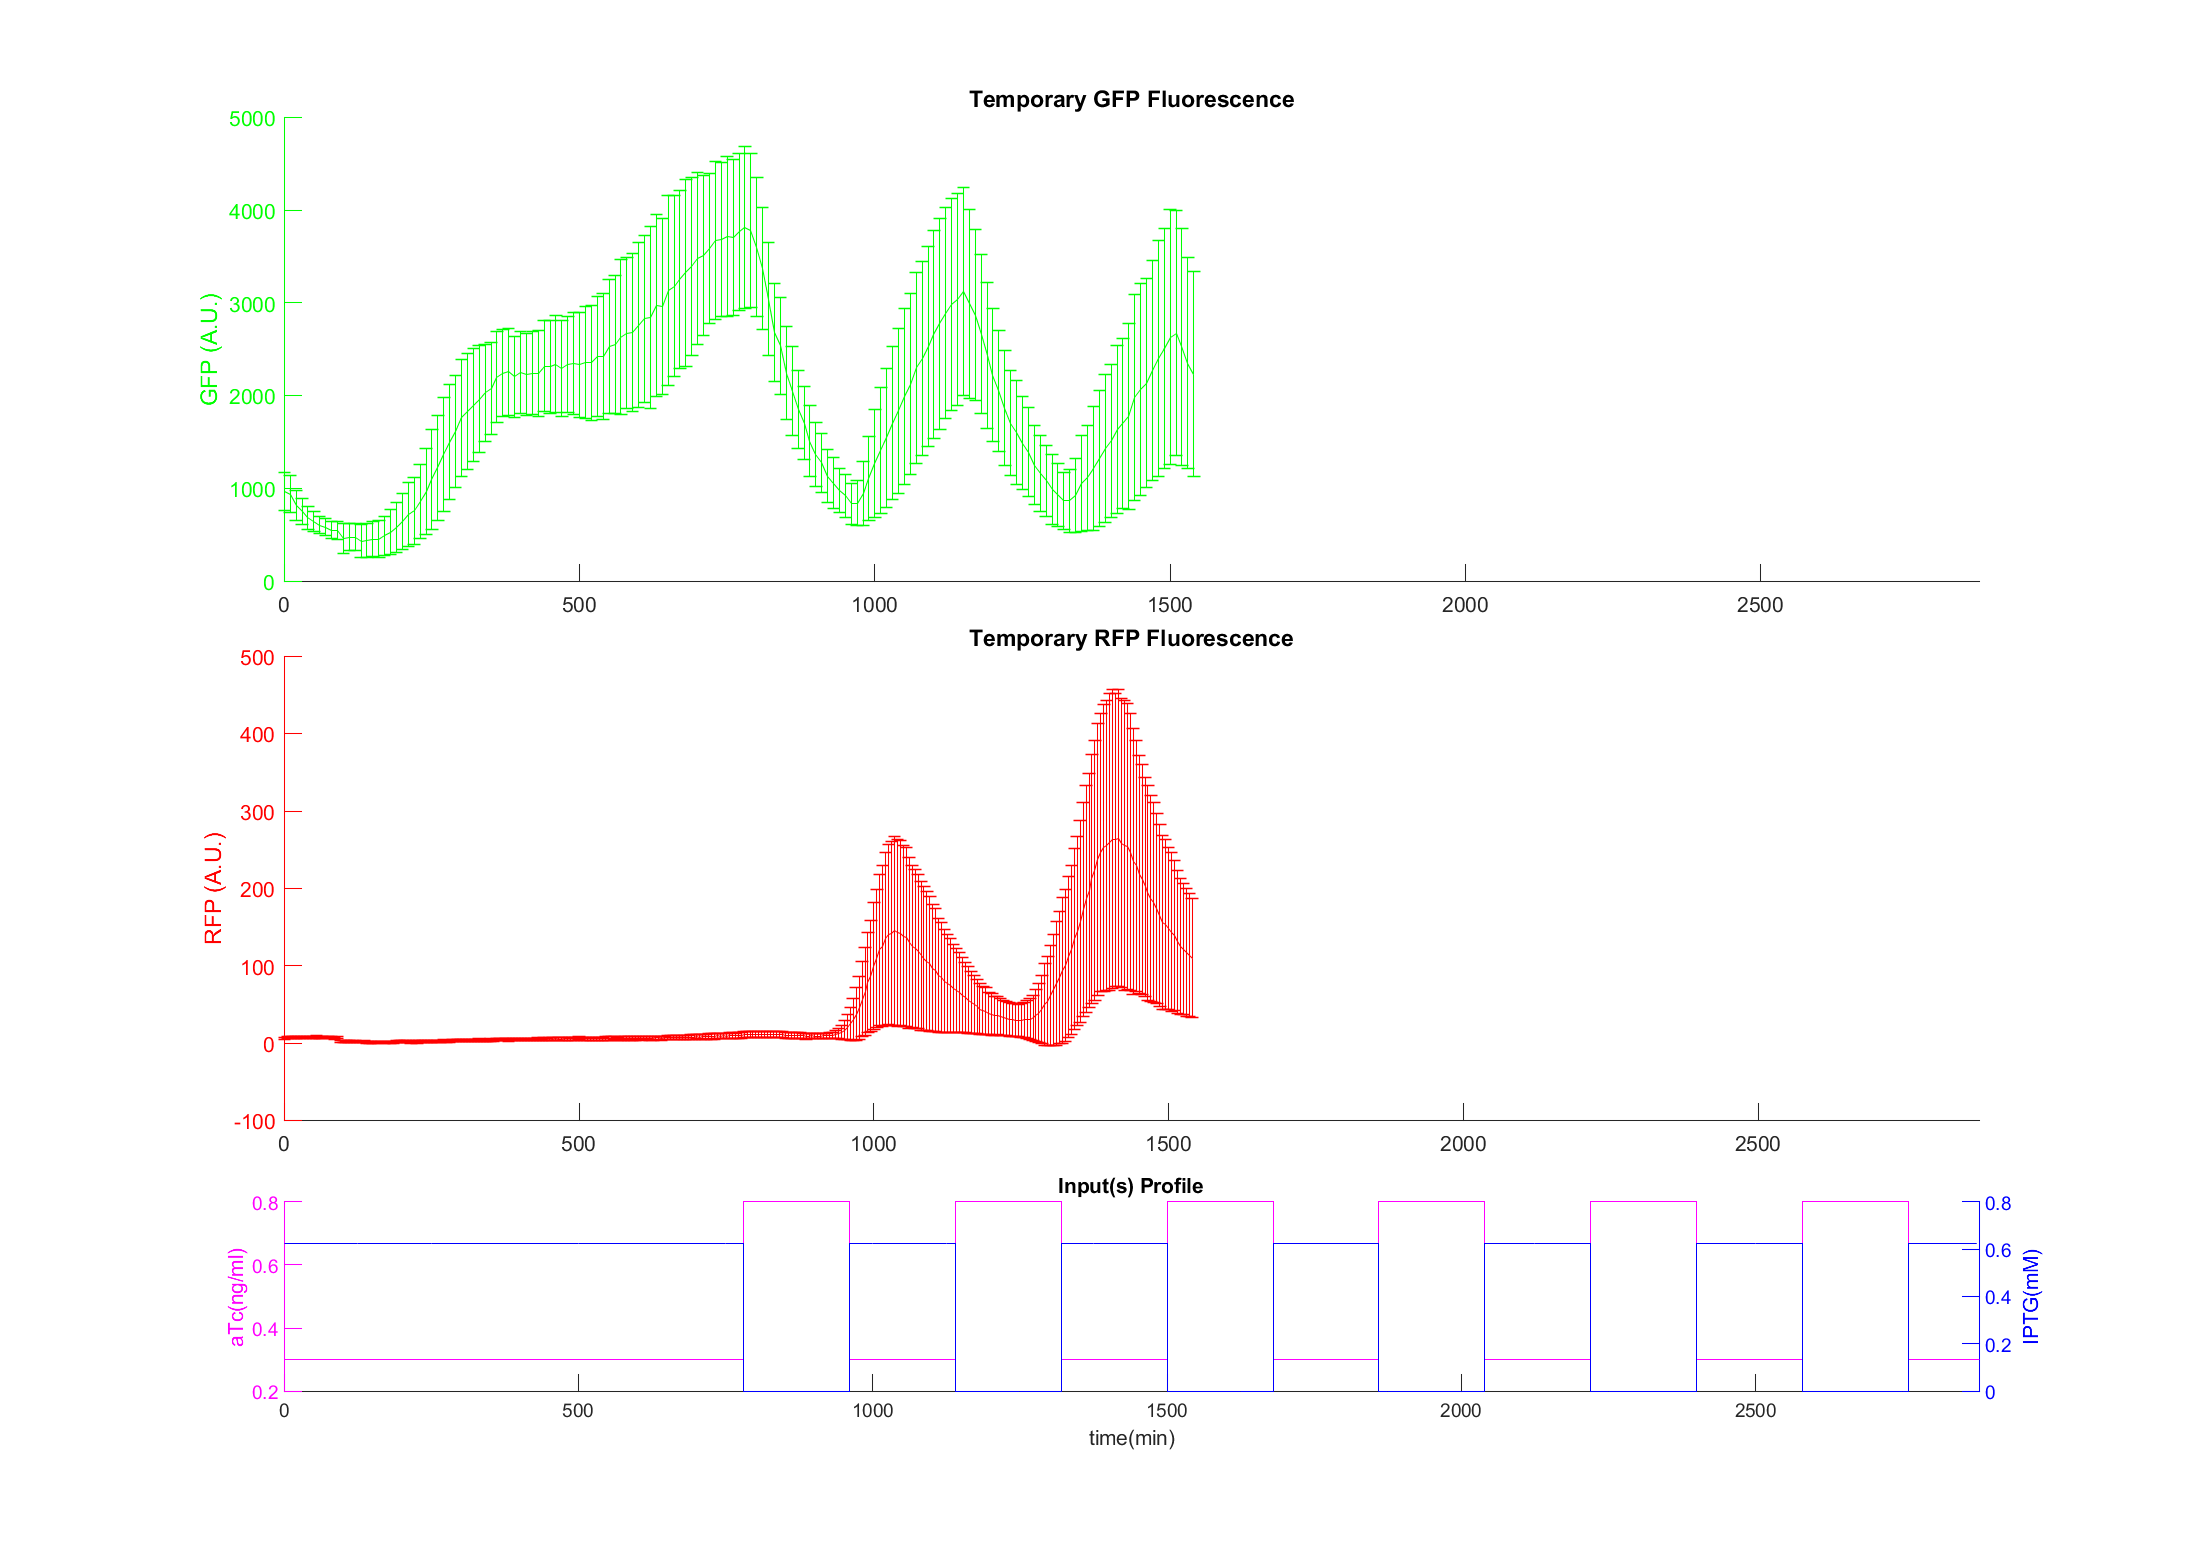 Temporary GFP Fluorescence
5000
4000
3000
2000
1000
0
GFP (A.U.)
0 500 1000 1500 2000 2500
Temporary RFP Fluorescence
500
400
300
200
100
0
-100
RFP (A.U.)
0 500 1000 1500 2000 2500
Input(s) Profile
0.8
0.6
0.4
0.2
aTc(ng/ml)
0.8
0.6
0.4
0.2
0
IPTG(mM)
0 500 1000 1500 2000 2500
time(min)